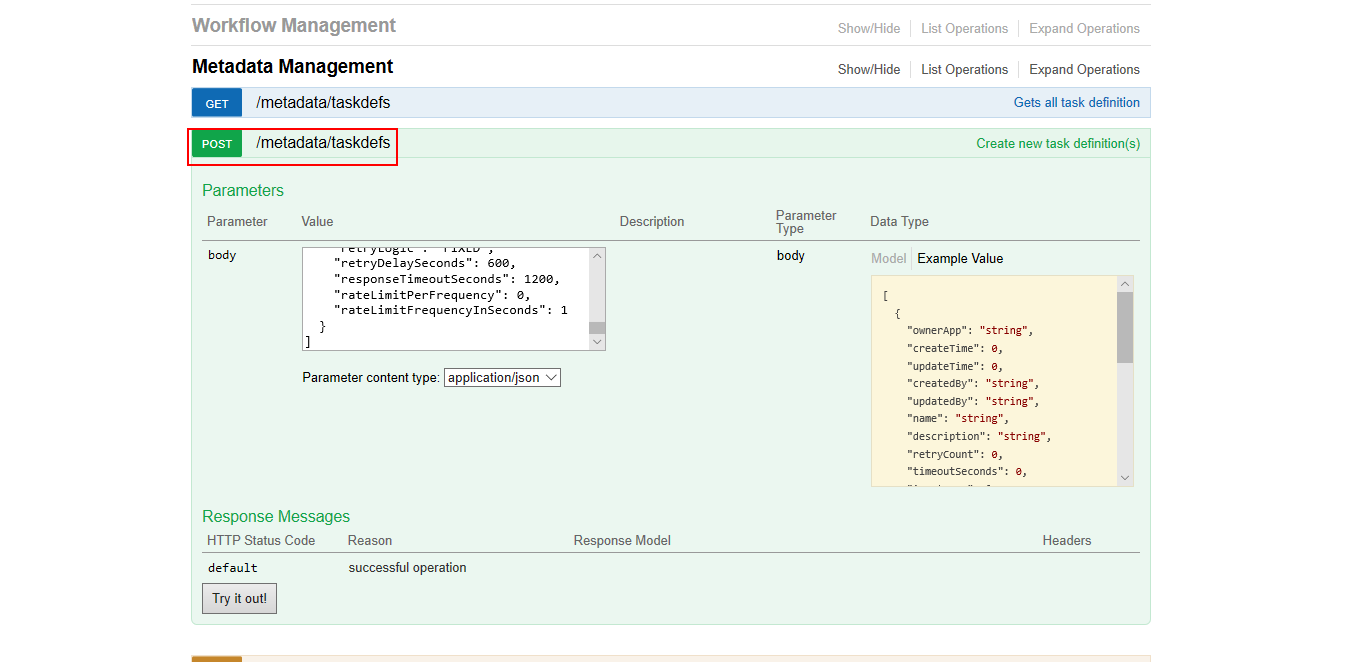 Workflow Management
Show/Hide List Operations Expand Operations
Metadata Management
Show/Hide List Operations Expand Operations
GET /metadata/taskdefs Gets all task definition
POST /metadata/taskdefs Create new task definition(s)
Parameters
Parameter Value Description Parameter Type Data Type
body
"retryLogic": "FIXED",
"retryDelaySeconds": 600,
"responseTimeoutSeconds": 1200,
"rateLimitPerFrequency": 0,
"rateLimitFrequencyInSeconds": 1
}
]
Parameter content type: application/json
body
Model Example Value
[
{
"ownerApp": "string",
"createTime": 0,
"updateTime": 0,
"createdBy": "string",
"updatedBy": "string",
"name": "string",
"description": "string",
"retryCount": 0,
"timeoutSeconds": 0,
Response Messages
HTTP Status Code Reason Response Model Headers
default successful operation
Try it out!